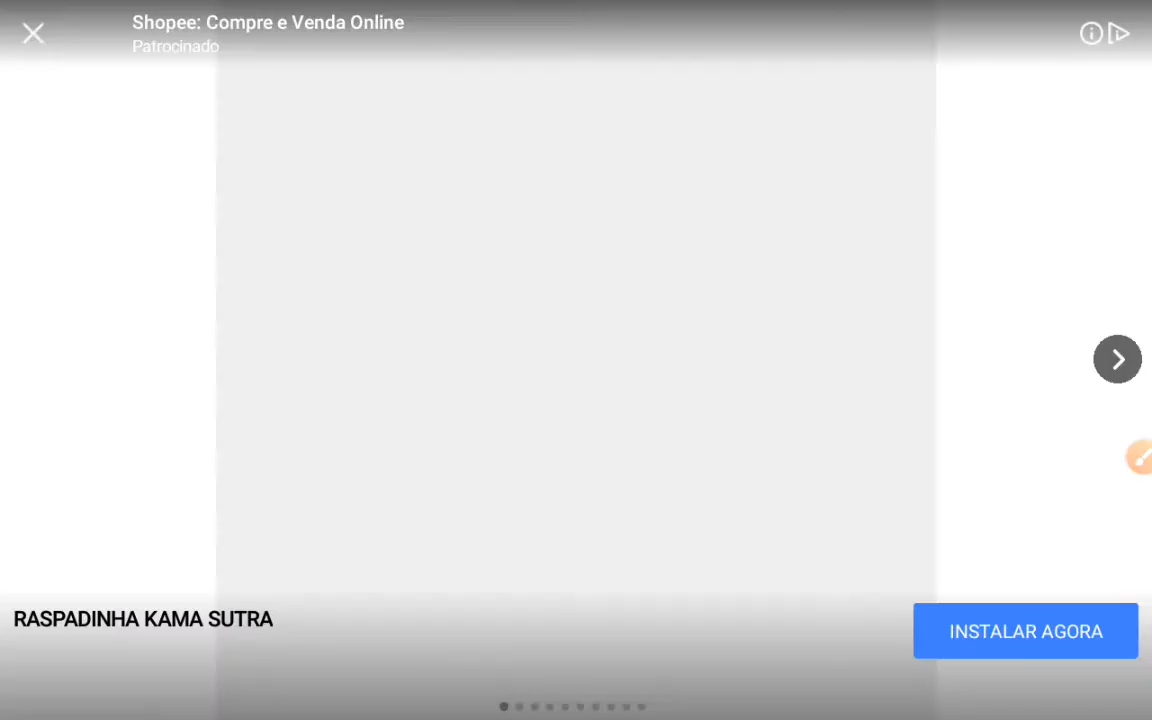 Shopee: Compre e Venda Online
Patrocinado
RASPADINHA KAMA SUTRA
INSTALAR AGORA